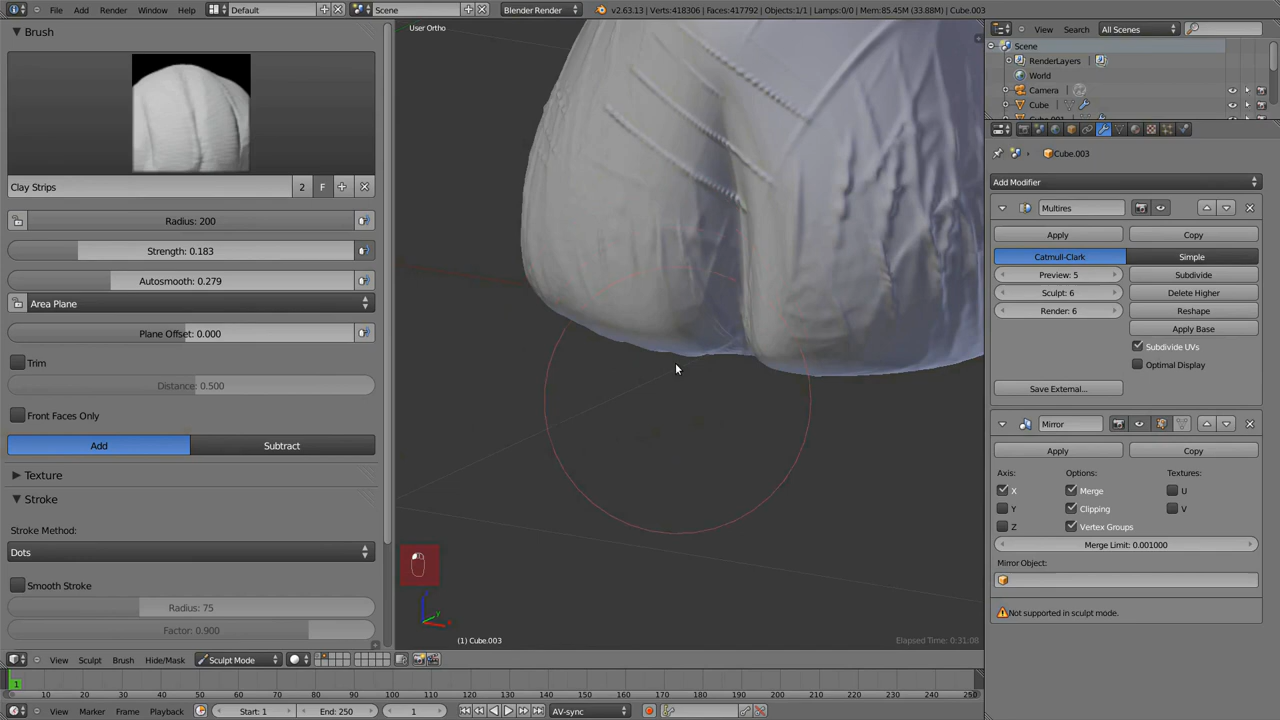 File Add Render Window Help Default Scene Blender Render v2.63.13 | Verts:418306 | Faces:417792 | Objects:1/1 | Lamps:0/0 | Mem:85.45M (33.88M) | Cube.003
Brush
User Ortho
View Search All Scenes
Scene
RenderLayers
World
Camera
Cube
Cube.003
Add Modifier
Clay Strips 2 F
Multires
Radius: 200
Apply Copy
Strength: 0.183
Catmull-Clark Simple
Preview: 5 Subdivide
Autosmooth: 0.279
Sculpt: 6 Delete Higher
Area Plane
Render: 6 Reshape
Apply Base
Plane Offset: 0.000
Subdivide UVs
Trim
Optimal Display
Distance: 0.500
Save External...
Front Faces Only
Mirror
Add Subtract
Apply Copy
Texture
Axis: Options: Textures:
X Merge U
Stroke
Y Clipping V
Z Vertex Groups
Stroke Method:
Merge Limit: 0.001000
Dots
Mirror Object:
Smooth Stroke
Radius: 75
Not supported in sculpt mode.
Factor: 0.900
z y x
(1) Cube.003
Elapsed Time: 0:31:08
View Sculpt Brush Hide/Mask Sculpt Mode
1
10 20 30 40 50 60 70 80 90 100 110 120 130 140 150 160 170 180 190 200 210 220 230 240 250
View Marker Frame Playback Start: 1 End: 250 1 AV-sync